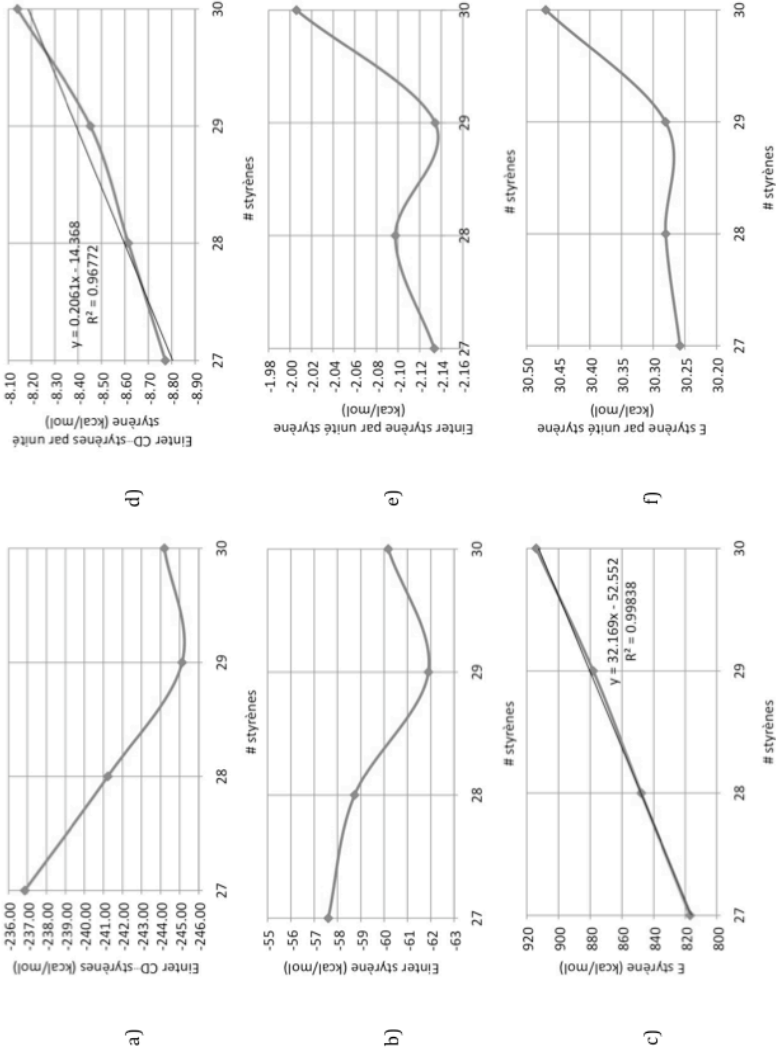 a)
Einter CD--styrènes (kcal/mol)
-236.00
-237.00
-238.00
-239.00
-240.00
-241.00
-242.00
-243.00
-244.00
-245.00
-246.00
27 28 29 30
# styrènes
b)
Einter styrène (kcal/mol)
-55
-56
-57
-58
-59
-60
-61
-62
-63
27 28 29 30
# styrènes
c)
E styrène (kcal/mol)
920
900
880
860
840
820
800
y = 32.169x - 52.552
R² = 0.99838
27 28 29 30
# styrènes
d)
Einter CD--styrènes par unité
styrène (kcal/mol)
-8.10
-8.20
-8.30
-8.40
-8.50
-8.60
-8.70
-8.80
-8.90
y = 0.2061x - 14.368
R² = 0.96772
27 28 29 30
# styrènes
e)
Einter styrène par unité styrène
(kcal/mol)
-1.98
-2.00
-2.02
-2.04
-2.06
-2.08
-2.10
-2.12
-2.14
-2.16
27 28 29 30
# styrènes
f)
E styrène par unité styrène
(kcal/mol)
30.50
30.45
30.40
30.35
30.30
30.25
30.20
27 28 29 30
# styrènes